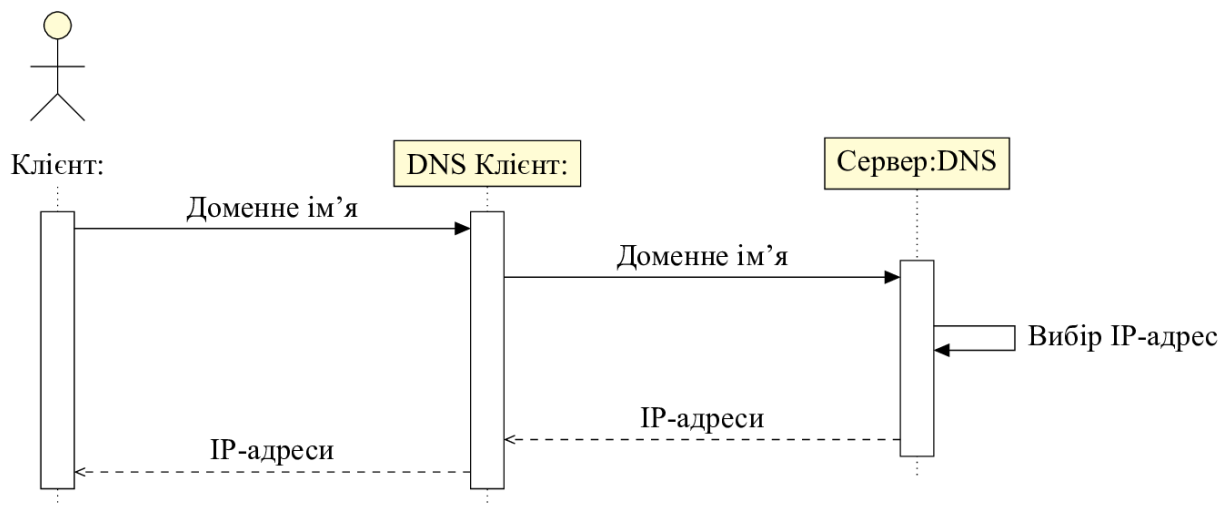 Клієнт:
DNS Клієнт:
Сервер:DNS
Доменне ім’я
Доменне ім’я
Вибір IP-адрес
IP-адреси
IP-адреси